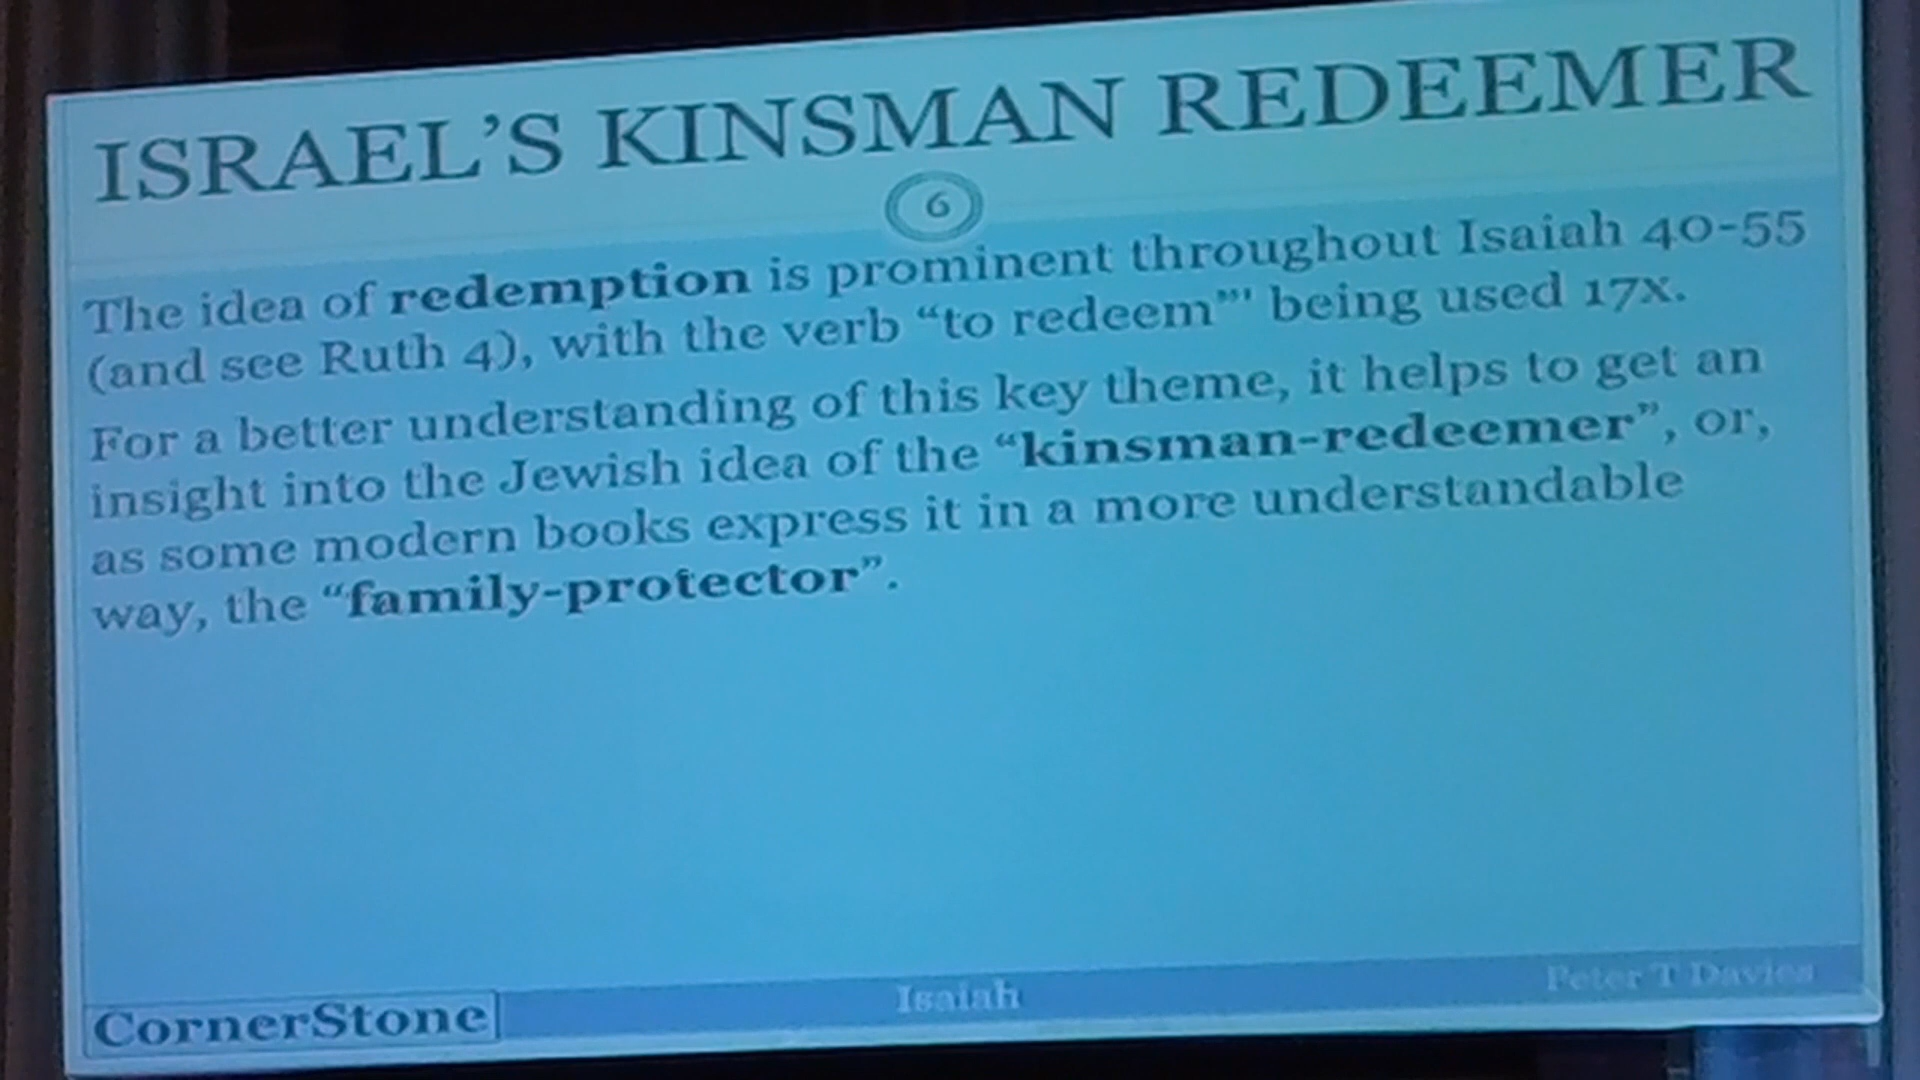 ISRAEL’S KINSMAN REDEEMER
6
The idea of redemption is prominent throughout Isaiah 40-55
(and see Ruth 4), with the verb “to redeem”' being used 17x.
For a better understanding of this key theme, it helps to get an
insight into the Jewish idea of the “kinsman-redeemer”, or,
as some modern books express it in a more understandable
way, the “family-protector”.
CornerStone
Isaiah
Peter T Davies